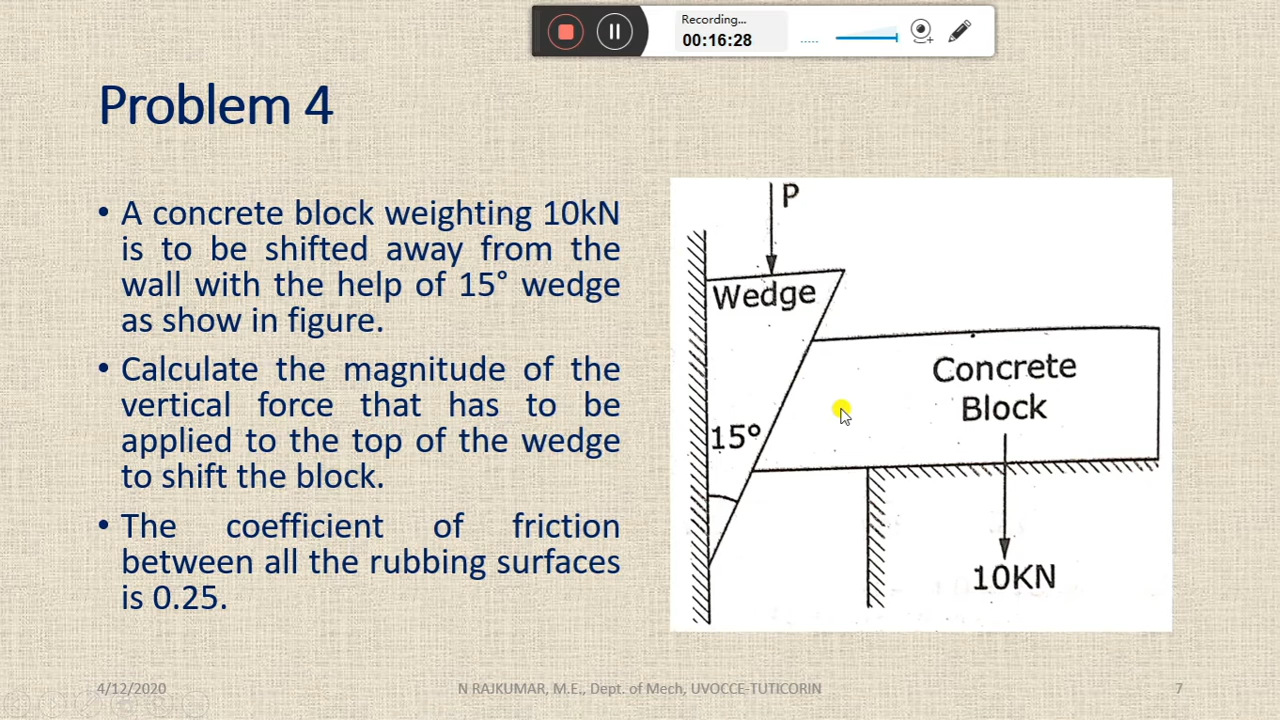 Recording...
00:16:28
Problem 4
• A concrete block weighting 10kN
is to be shifted away from the
wall with the help of 15° wedge
as show in figure.
• Calculate the magnitude of the
vertical force that has to be
applied to the top of the wedge
to shift the block.
• The coefficient of friction
between all the rubbing surfaces
is 0.25.
P
Wedge
Concrete
Block
15°
10KN
4/12/2020
N RAJKUMAR, M.E., Dept. of Mech, UVOCCE-TUTICORIN
7